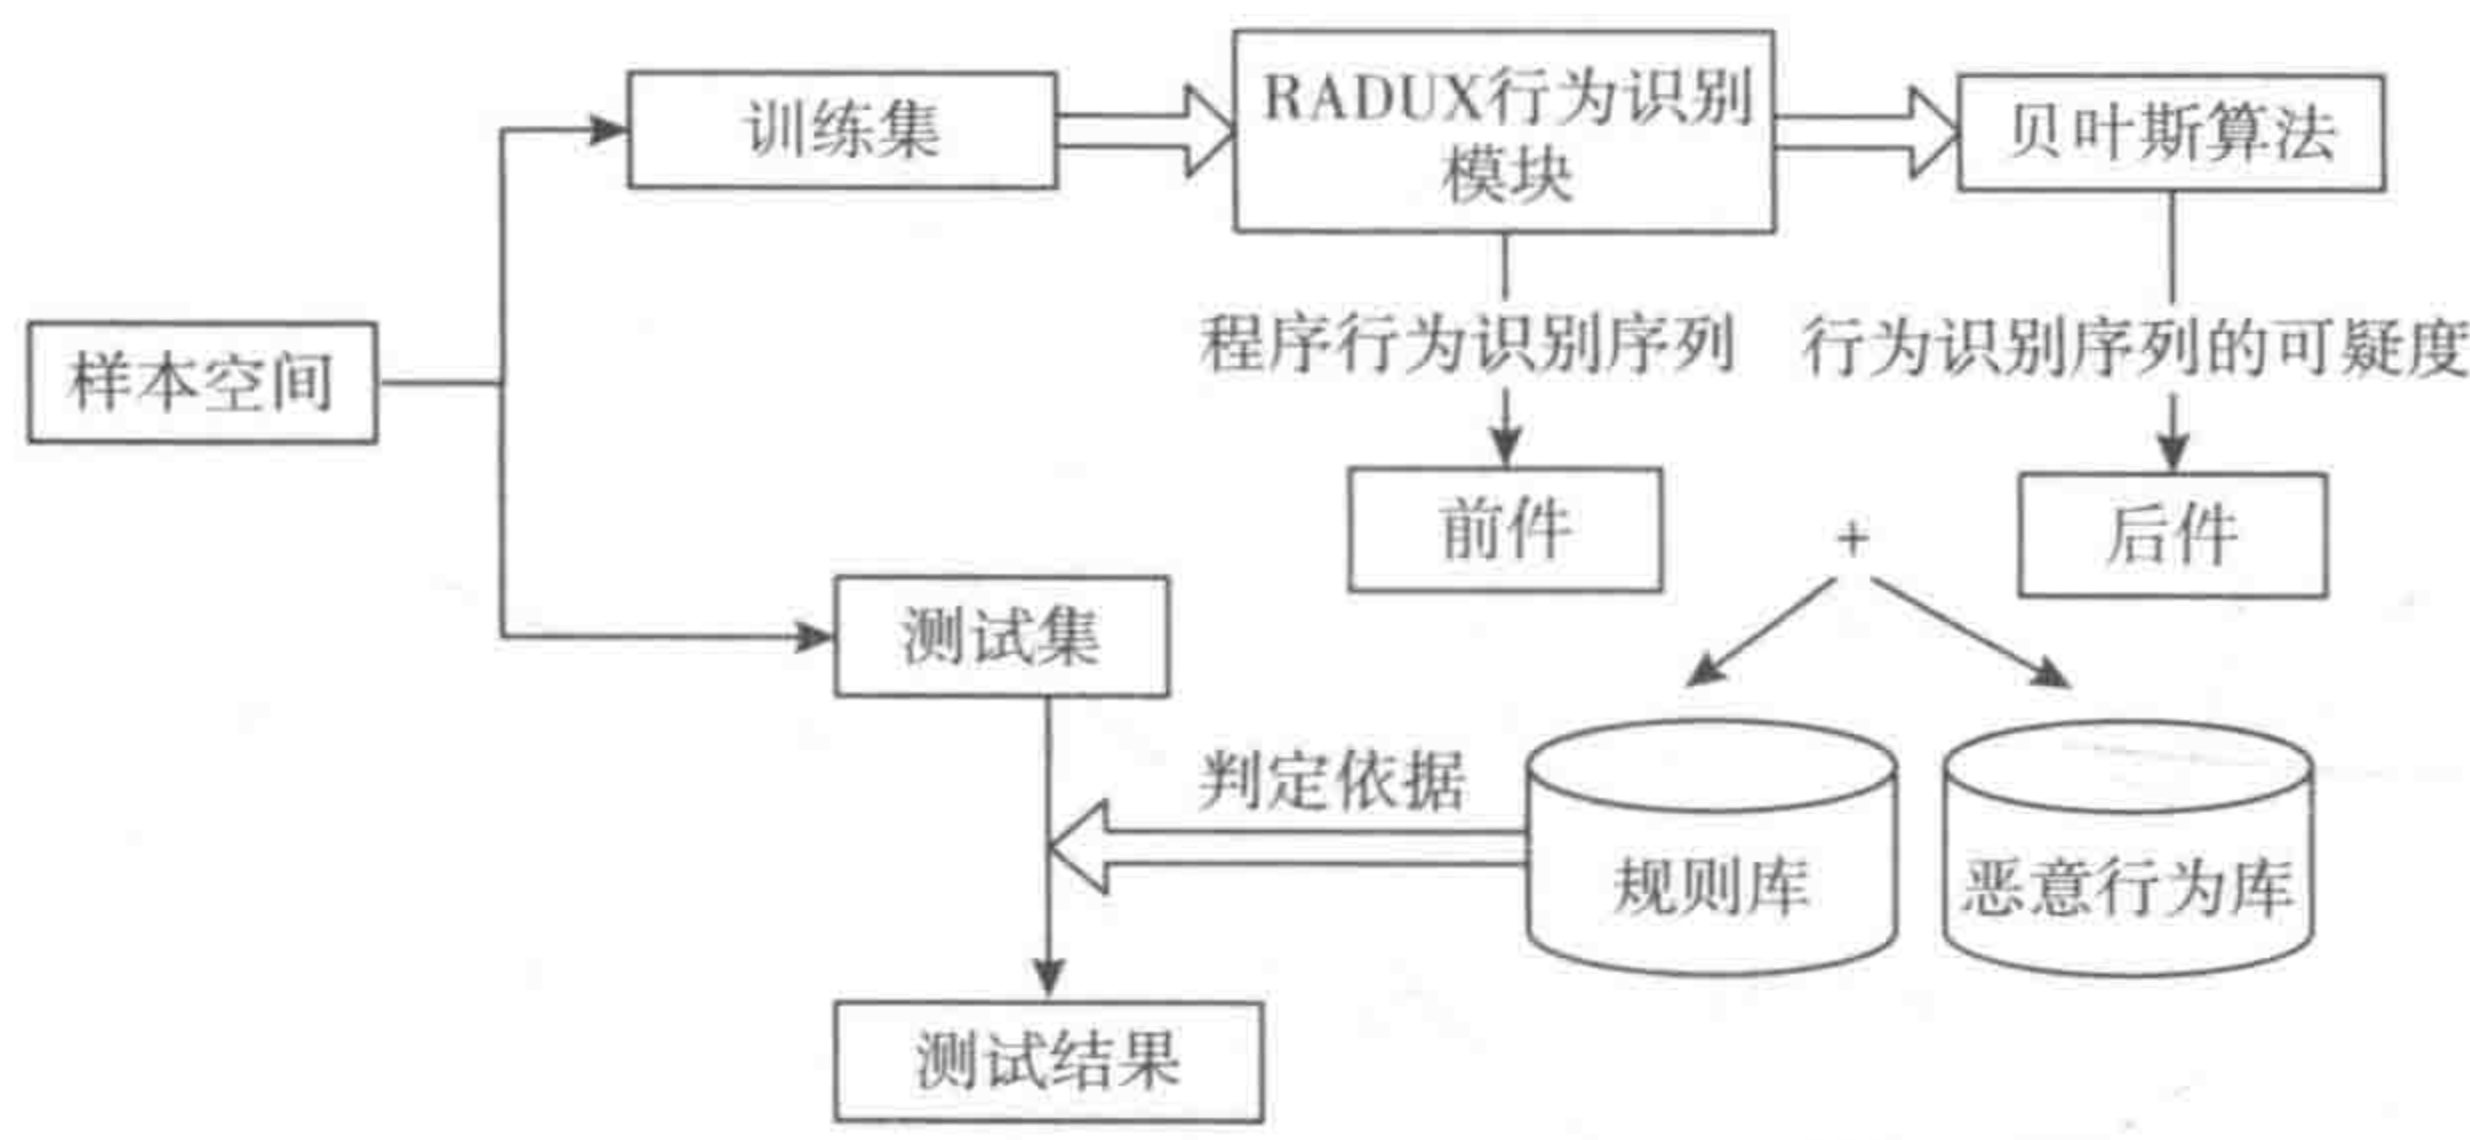 训练集
RADUX行为识别
模块
贝叶斯算法
样本空间
程序行为识别序列
行为识别序列的可疑度
前件
+
后件
测试集
判定依据
规则库
恶意行为库
测试结果